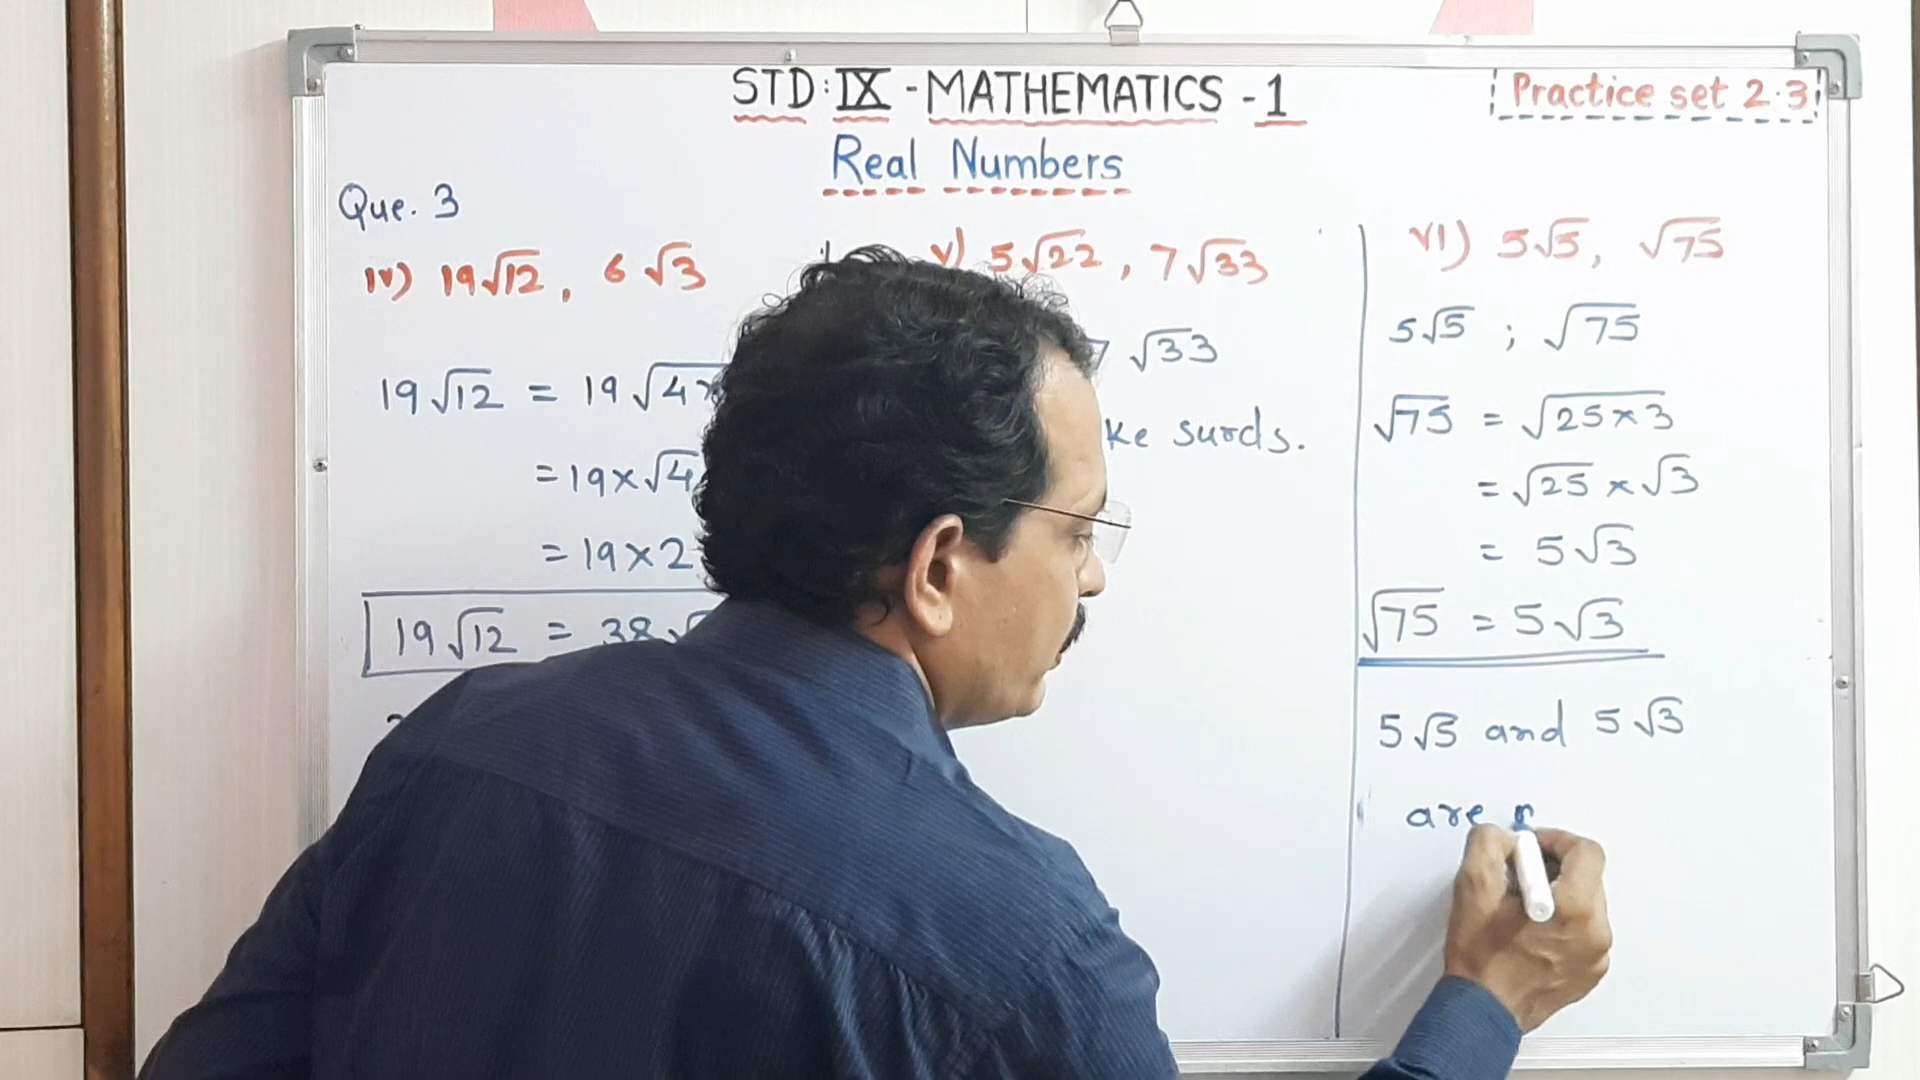 STD: IX - MATHEMATICS - 1
Practice set 2.3
Real Numbers
Que. 3
iv) 19√12, 6√3
19√12 = 19√4×
= 19×√4
= 19×2
19√12 = 38√
v) 5√22, 7√33
7 √33
surds.
vi) 5√5, √75
5√5 ; √75
√75 = √25×3
= √25 × √3
= 5√3
√75 = 5√3
5√5 and 5√3
are n